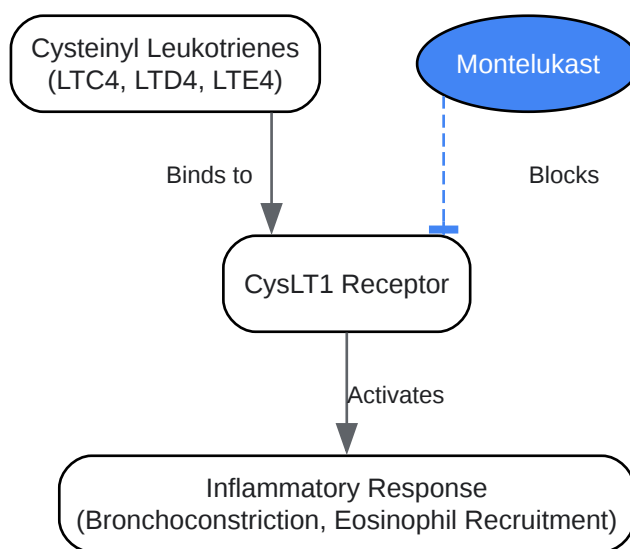 Cysteinyl Leukotrienes
(LTC4, LTD4, LTE4)
Montelukast
Binds to
Blocks
CysLT1 Receptor
Activates
Inflammatory Response
(Bronchoconstriction, Eosinophil Recruitment)